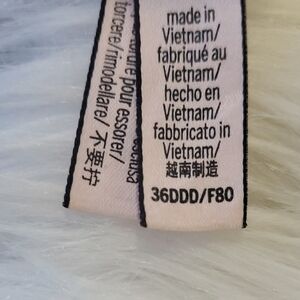 made in
Vietnam/
fabriqué au
Vietnam/
hecho en
Vietnam/
fabbricato in
Vietnam/
越南制造
36DDD/F80
pour essorer/
torcere/rimodellare/ 不要拧